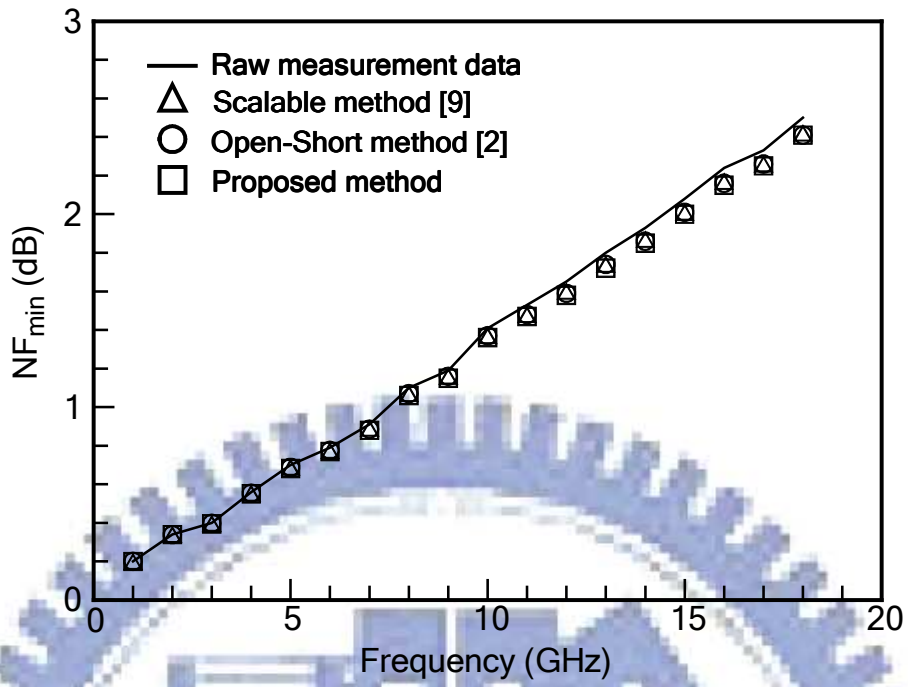 3
Raw measurement data
Scalable method [9]
Open-Short method [2]
Proposed method
2
NFmin (dB)
1
0
0 5 10 15 20
Frequency (GHz)